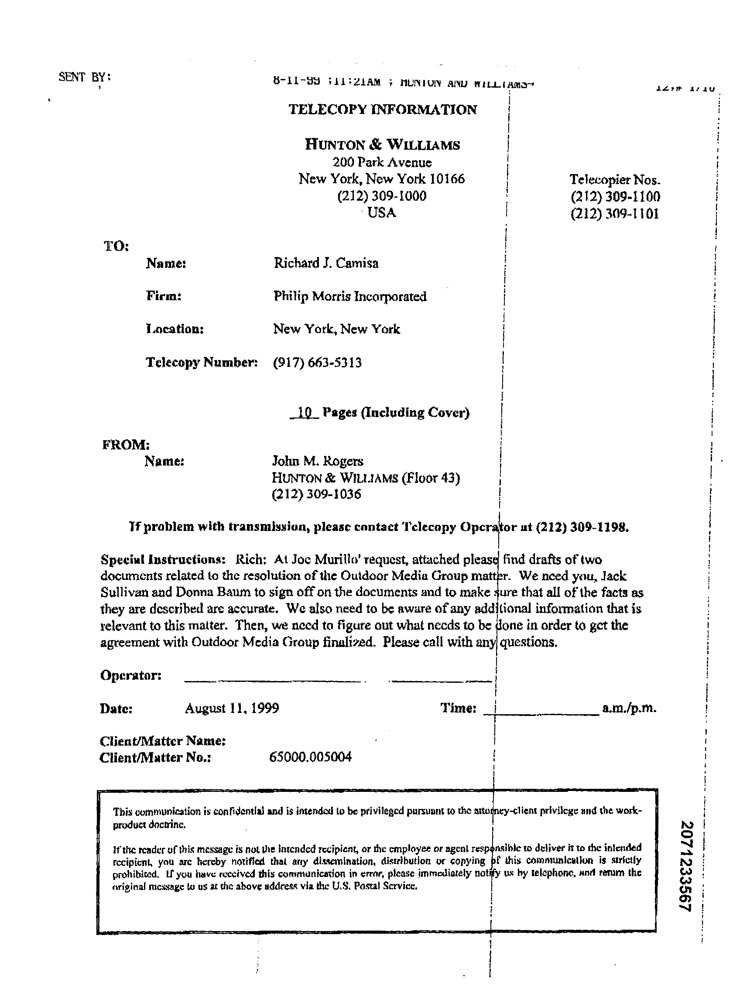 SENT BY:
8-11-99 ;11:21AM ; HUNTON AND WILLIAMS→
12;# 1/10
TELECOPY INFORMATION
HUNTON & WILLIAMS
200 Park Avenue
New York, New York 10166
(212) 309-1000
USA
Telecopier Nos.
(212) 309-1100
(212) 309-1101
TO:
Name: Richard J. Camisa
Firm: Philip Morris Incorporated
Location: New York, New York
Telecopy Number: (917) 663-5313
10 Pages (Including Cover)
FROM:
Name: John M. Rogers
HUNTON & WILLIAMS (Floor 43)
(212) 309-1036
If problem with transmission, please contact Telecopy Operator at (212) 309-1198.
Special Instructions: Rich: At Joe Murillo' request, attached please find drafts of two
documents related to the resolution of the Outdoor Media Group matter. We need you, Jack
Sullivan and Donna Baum to sign off on the documents and to make sure that all of the facts as
they are described are accurate. We also need to be aware of any additional information that is
relevant to this matter. Then, we need to figure out what needs to be done in order to get the
agreement with Outdoor Media Group finalized. Please call with any questions.
Operator:
Date: August 11, 1999 Time: a.m./p.m.
Client/Matter Name:
Client/Matter No.: 65000.005004
This communication is confidential and is intended to be privileged pursuant to the attorney-client privilege and the work-
product doctrine.
If the reader of this message is not the intended recipient, or the employee or agent responsible to deliver it to the intended
recipient, you are hereby notified that any dissemination, distribution or copying of this communication is strictly
prohibited. If you have received this communication in error, please immediately notify us by telephone, and return the
original message to us at the above address via the U.S. Postal Service.
2071233567